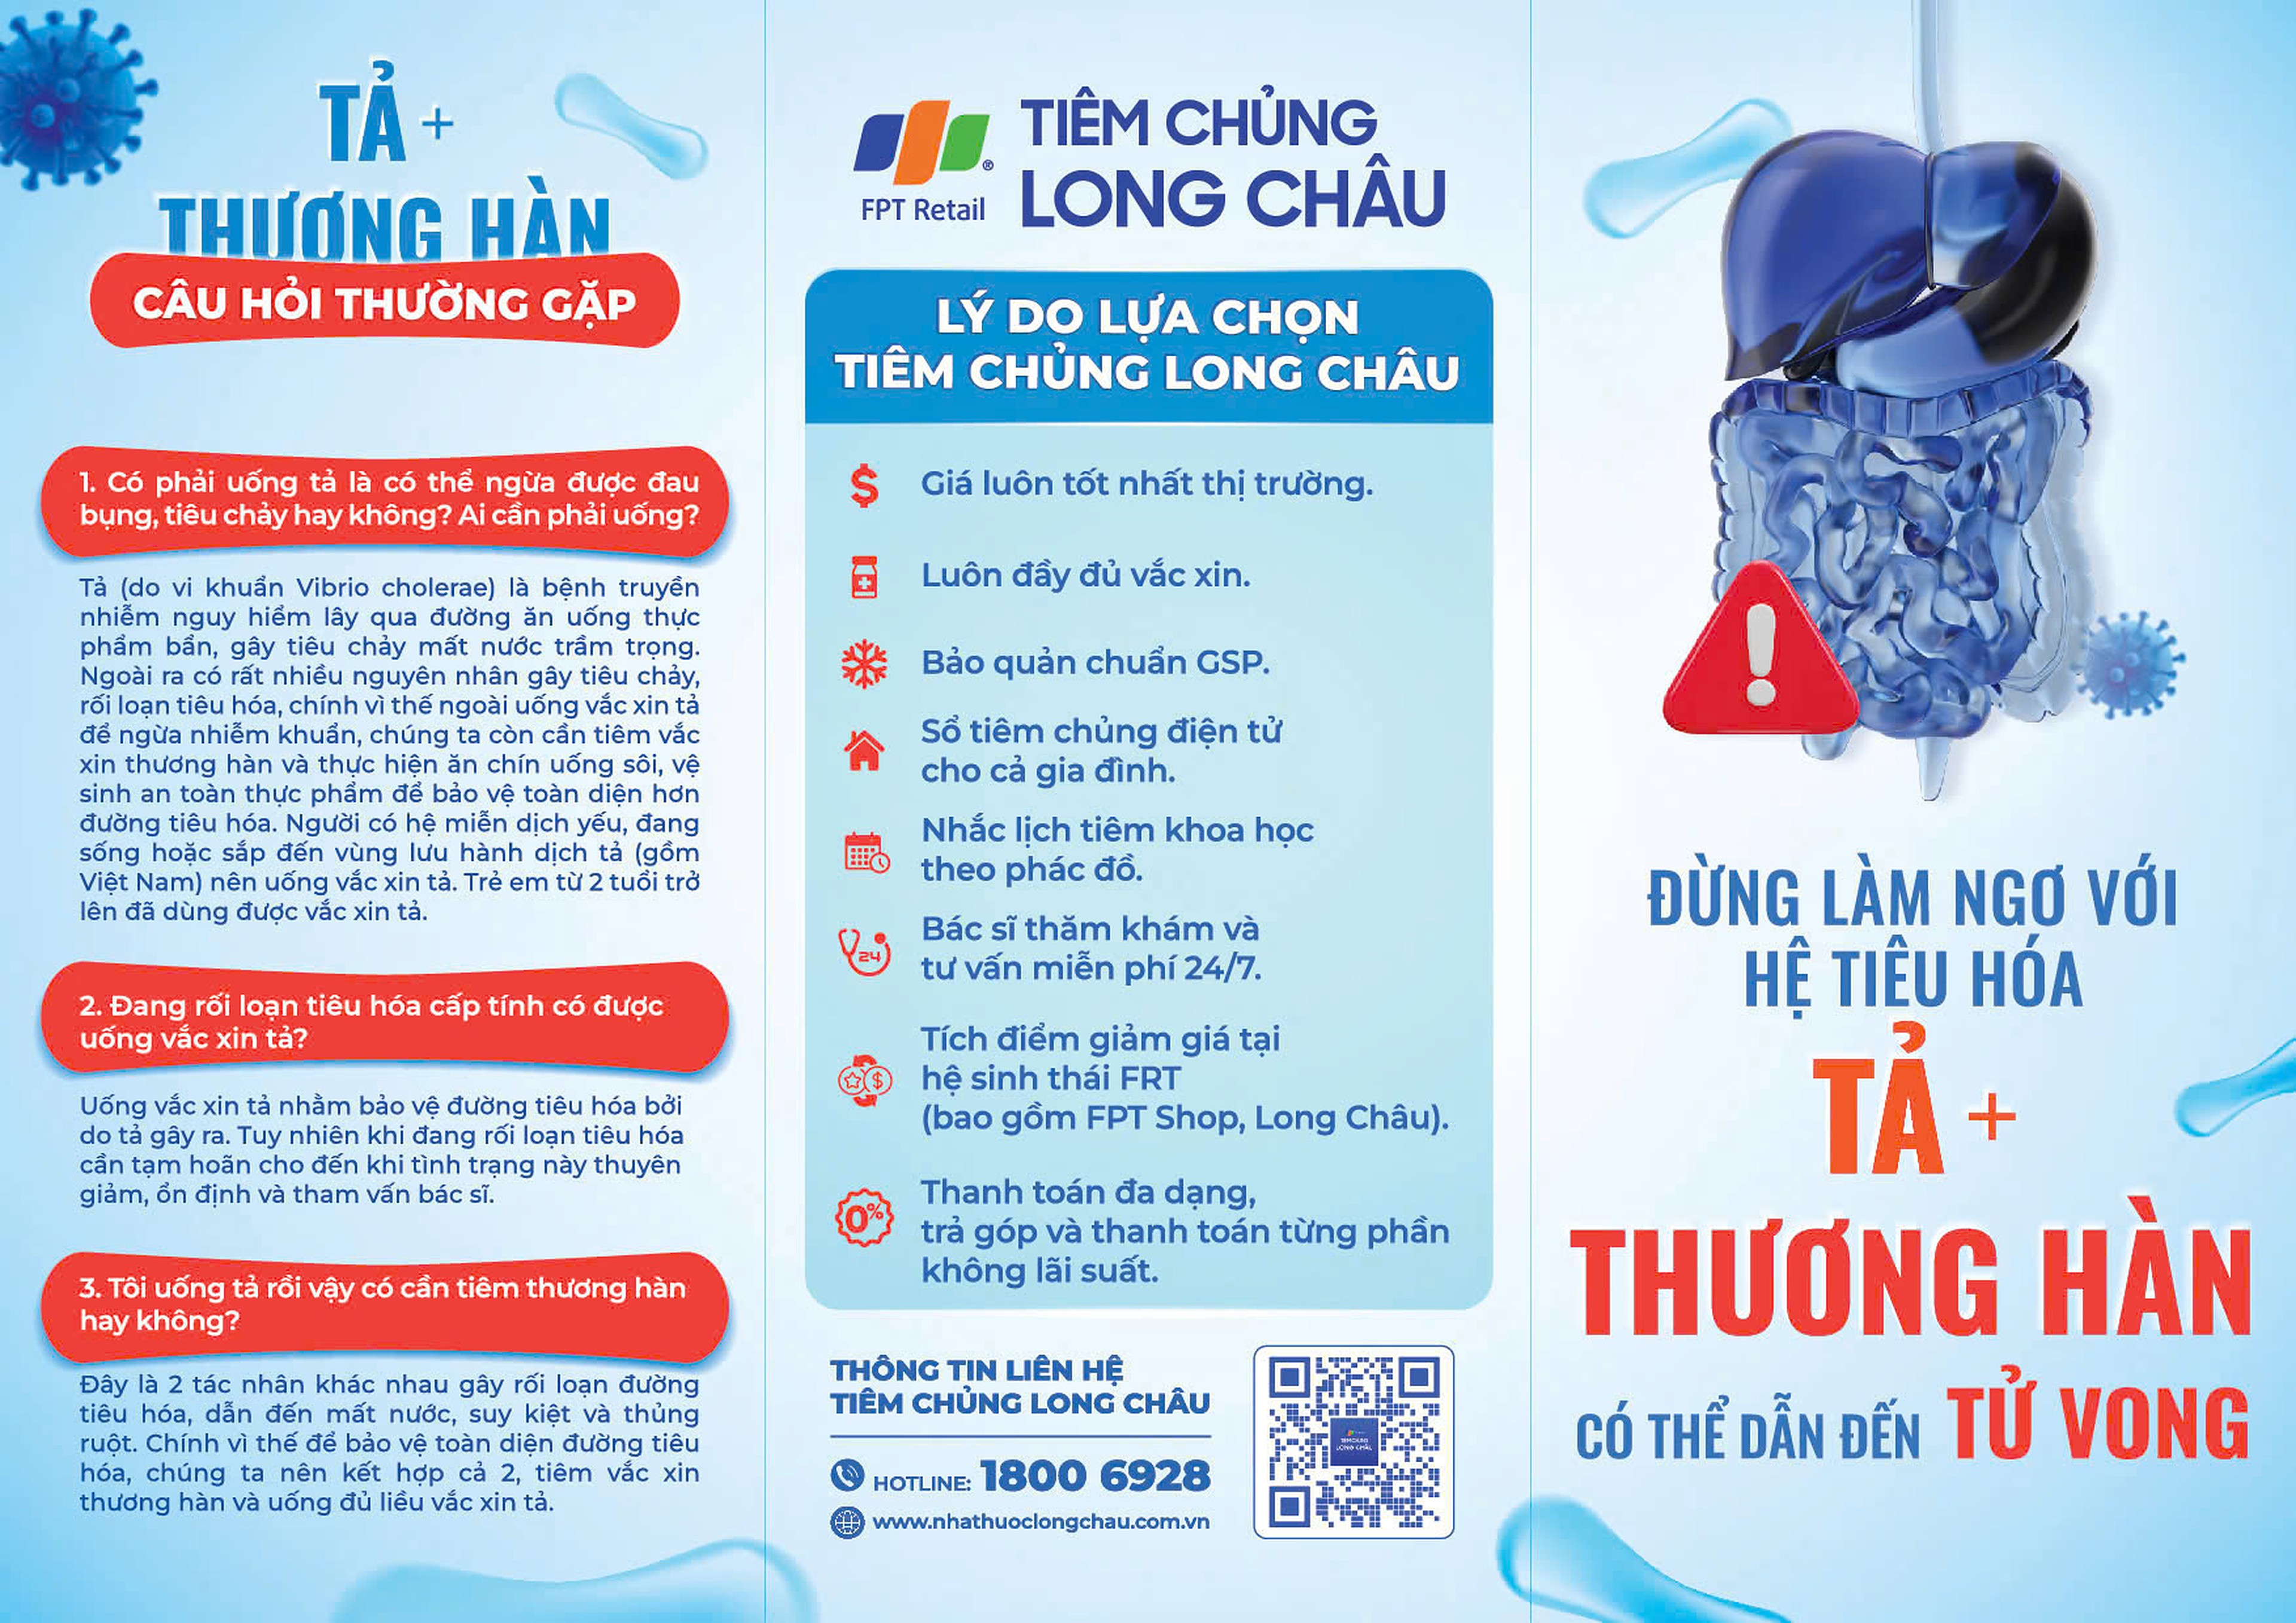 TẢ +
THƯƠNG HÀN
CÂU HỎI THƯỜNG GẶP
1. Có phải uống tả là có thể ngừa được đau
bụng, tiêu chảy hay không? Ai cần phải uống?
Tả (do vi khuẩn Vibrio cholerae) là bệnh truyền
nhiễm nguy hiểm lây qua đường ăn uống thực
phẩm bẩn, gây tiêu chảy mất nước trầm trọng.
Ngoài ra có rất nhiều nguyên nhân gây tiêu chảy,
rối loạn tiêu hóa, chính vì thế ngoài uống vắc xin tả
để ngừa nhiễm khuẩn, chúng ta còn cần tiêm vắc
xin thương hàn và thực hiện ăn chín uống sôi, vệ
sinh an toàn thực phẩm để bảo vệ toàn diện hơn
đường tiêu hóa. Người có hệ miễn dịch yếu, đang
sống hoặc sắp đến vùng lưu hành dịch tả (gồm
Việt Nam) nên uống vắc xin tả. Trẻ em từ 2 tuổi trở
lên đã dùng được vắc xin tả.
2. Đang rối loạn tiêu hóa cấp tính có được
uống vắc xin tả?
Uống vắc xin tả nhằm bảo vệ đường tiêu hóa bởi
do tả gây ra. Tuy nhiên khi đang rối loạn tiêu hóa
cần tạm hoãn cho đến khi tình trạng này thuyên
giảm, ổn định và tham vấn bác sĩ.
3. Tôi uống tả rồi vậy có cần tiêm thương hàn
hay không?
Đây là 2 tác nhân khác nhau gây rối loạn đường
tiêu hóa, dẫn đến mất nước, suy kiệt và thủng
ruột. Chính vì thế để bảo vệ toàn diện đường tiêu
hóa, chúng ta nên kết hợp cả 2, tiêm vắc xin
thương hàn và uống đủ liều vắc xin tả.
FPT Retail ®
TIÊM CHỦNG
LONG CHÂU
LÝ DO LỰA CHỌN
TIÊM CHỦNG LONG CHÂU
Giá luôn tốt nhất thị trường.
Luôn đầy đủ vắc xin.
Bảo quản chuẩn GSP.
Sổ tiêm chủng điện tử
cho cả gia đình.
Nhắc lịch tiêm khoa học
theo phác đồ.
24
Bác sĩ thăm khám và
tư vấn miễn phí 24/7.
Tích điểm giảm giá tại
hệ sinh thái FRT
(bao gồm FPT Shop, Long Châu).
0%
Thanh toán đa dạng,
trả góp và thanh toán từng phần
không lãi suất.
THÔNG TIN LIÊN HỆ
TIÊM CHỦNG LONG CHÂU
HOTLINE: 1800 6928
www.nhathuoclongchau.com.vn
TIÊM CHỦNG
LONG CHÂU
ĐỪNG LÀM NGƠ VỚI
HỆ TIÊU HÓA
TẢ +
THƯƠNG HÀN
CÓ THỂ DẪN ĐẾN TỬ VONG